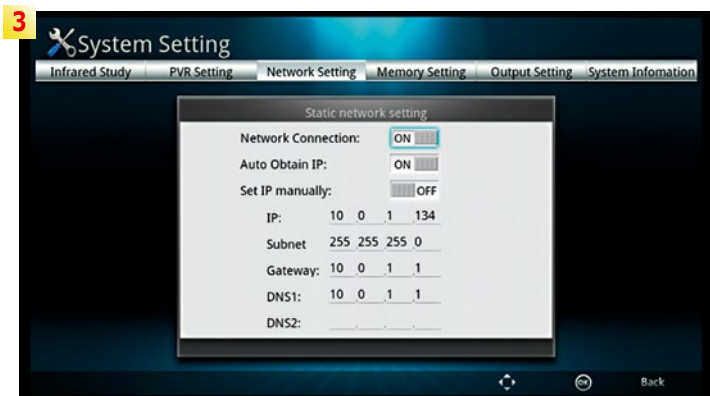 3
System Setting
Infrared Study PVR Setting Network Setting Memory Setting Output Setting System Infomation
Static network setting
Network Connection: ON
Auto Obtain IP: ON
Set IP manually: OFF
IP: 10 .0 .1 .134
Subnet 255 .255 .255 .0
Gateway: 10 .0 .1 .1
DNS1: 10 .0 .1 .1
DNS2: . . .
OK Back